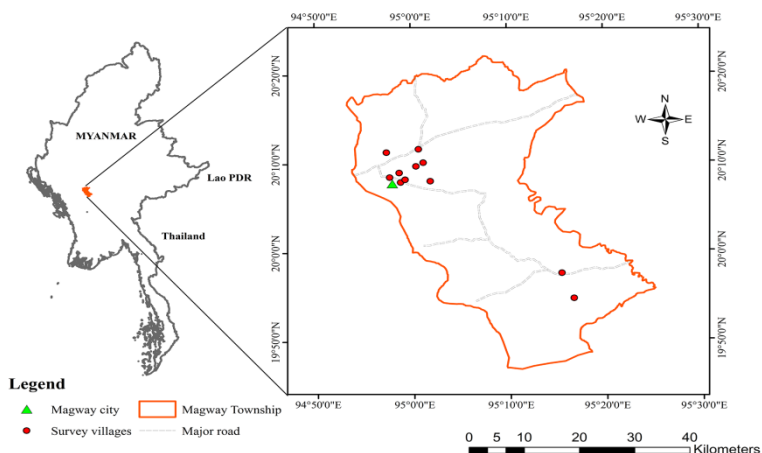 94°50'0"E 95°0'0"E 95°10'0"E 95°20'0"E 95°30'0"E
20°20'0"N
20°10'0"N
20°0'0"N
19°50'0"N
20°20'0"N
20°10'0"N
20°0'0"N
19°50'0"N
N
W E
S
MYANMAR
Lao PDR
Thailand
94°50'0"E 95°0'0"E 95°10'0"E 95°20'0"E 95°30'0"E
Legend
Magway city Magway Township
Survey villages Major road
0 5 10 20 30 40
Kilometers